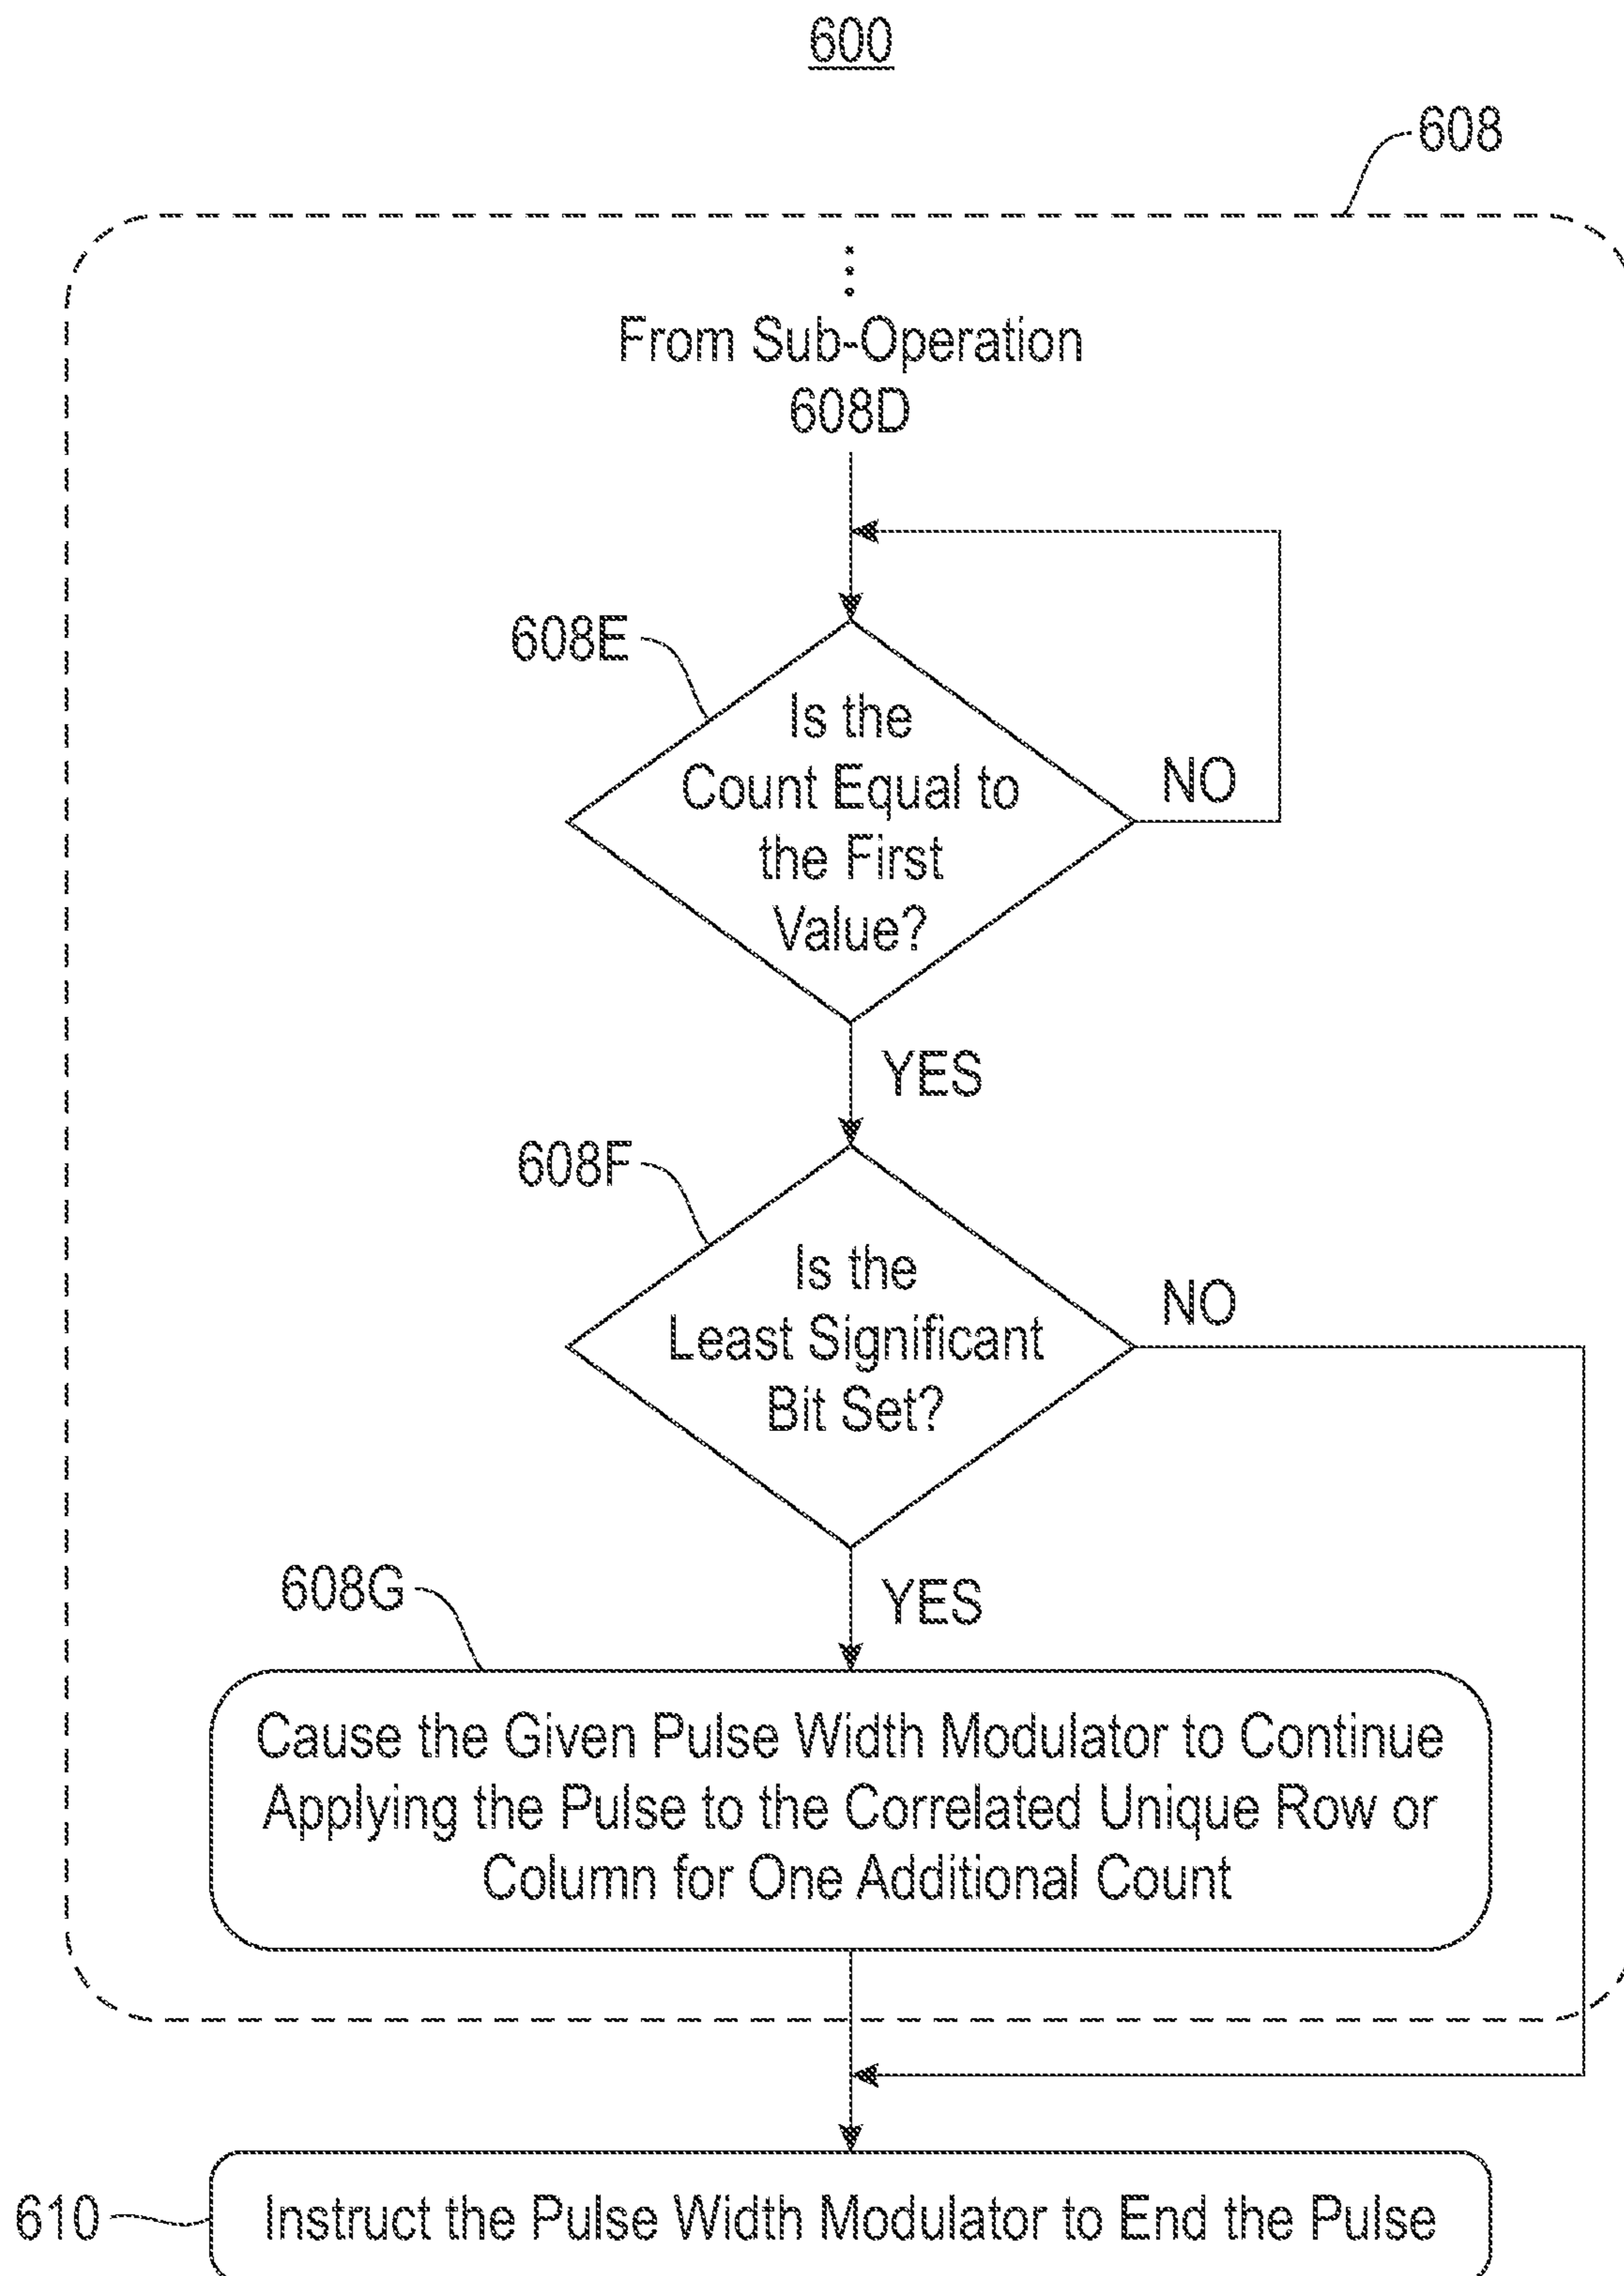 600
608
From Sub-Operation
608D
608E
Is the
Count Equal to
the First
Value?
NO
YES
608F
Is the
Least Significant
Bit Set?
NO
YES
608G
Cause the Given Pulse Width Modulator to Continue
Applying the Pulse to the Correlated Unique Row or
Column for One Additional Count
610
Instruct the Pulse Width Modulator to End the Pulse